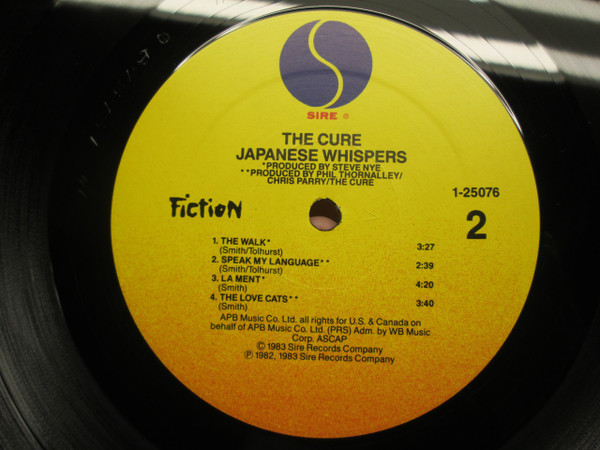 SIRE ®
THE CURE
JAPANESE WHISPERS
*PRODUCED BY STEVE NYE
**PRODUCED BY PHIL THORNALLEY/
CHRIS PARRY/THE CURE
1-25076
Fiction
2
1. THE WALK* 3:27
(Smith/Tolhurst)
2. SPEAK MY LANGUAGE** 2:39
(Smith/Tolhurst)
3. LA MENT* 4:20
(Smith)
4. THE LOVE CATS** 3:40
(Smith)
APB Music Co. Ltd. all rights for U.S. & Canada on
behalf of APB Music Co. Ltd. (PRS) Adm. by WB Music
Corp. ASCAP
© 1983 Sire Records Company
℗ 1982, 1983 Sire Records Company